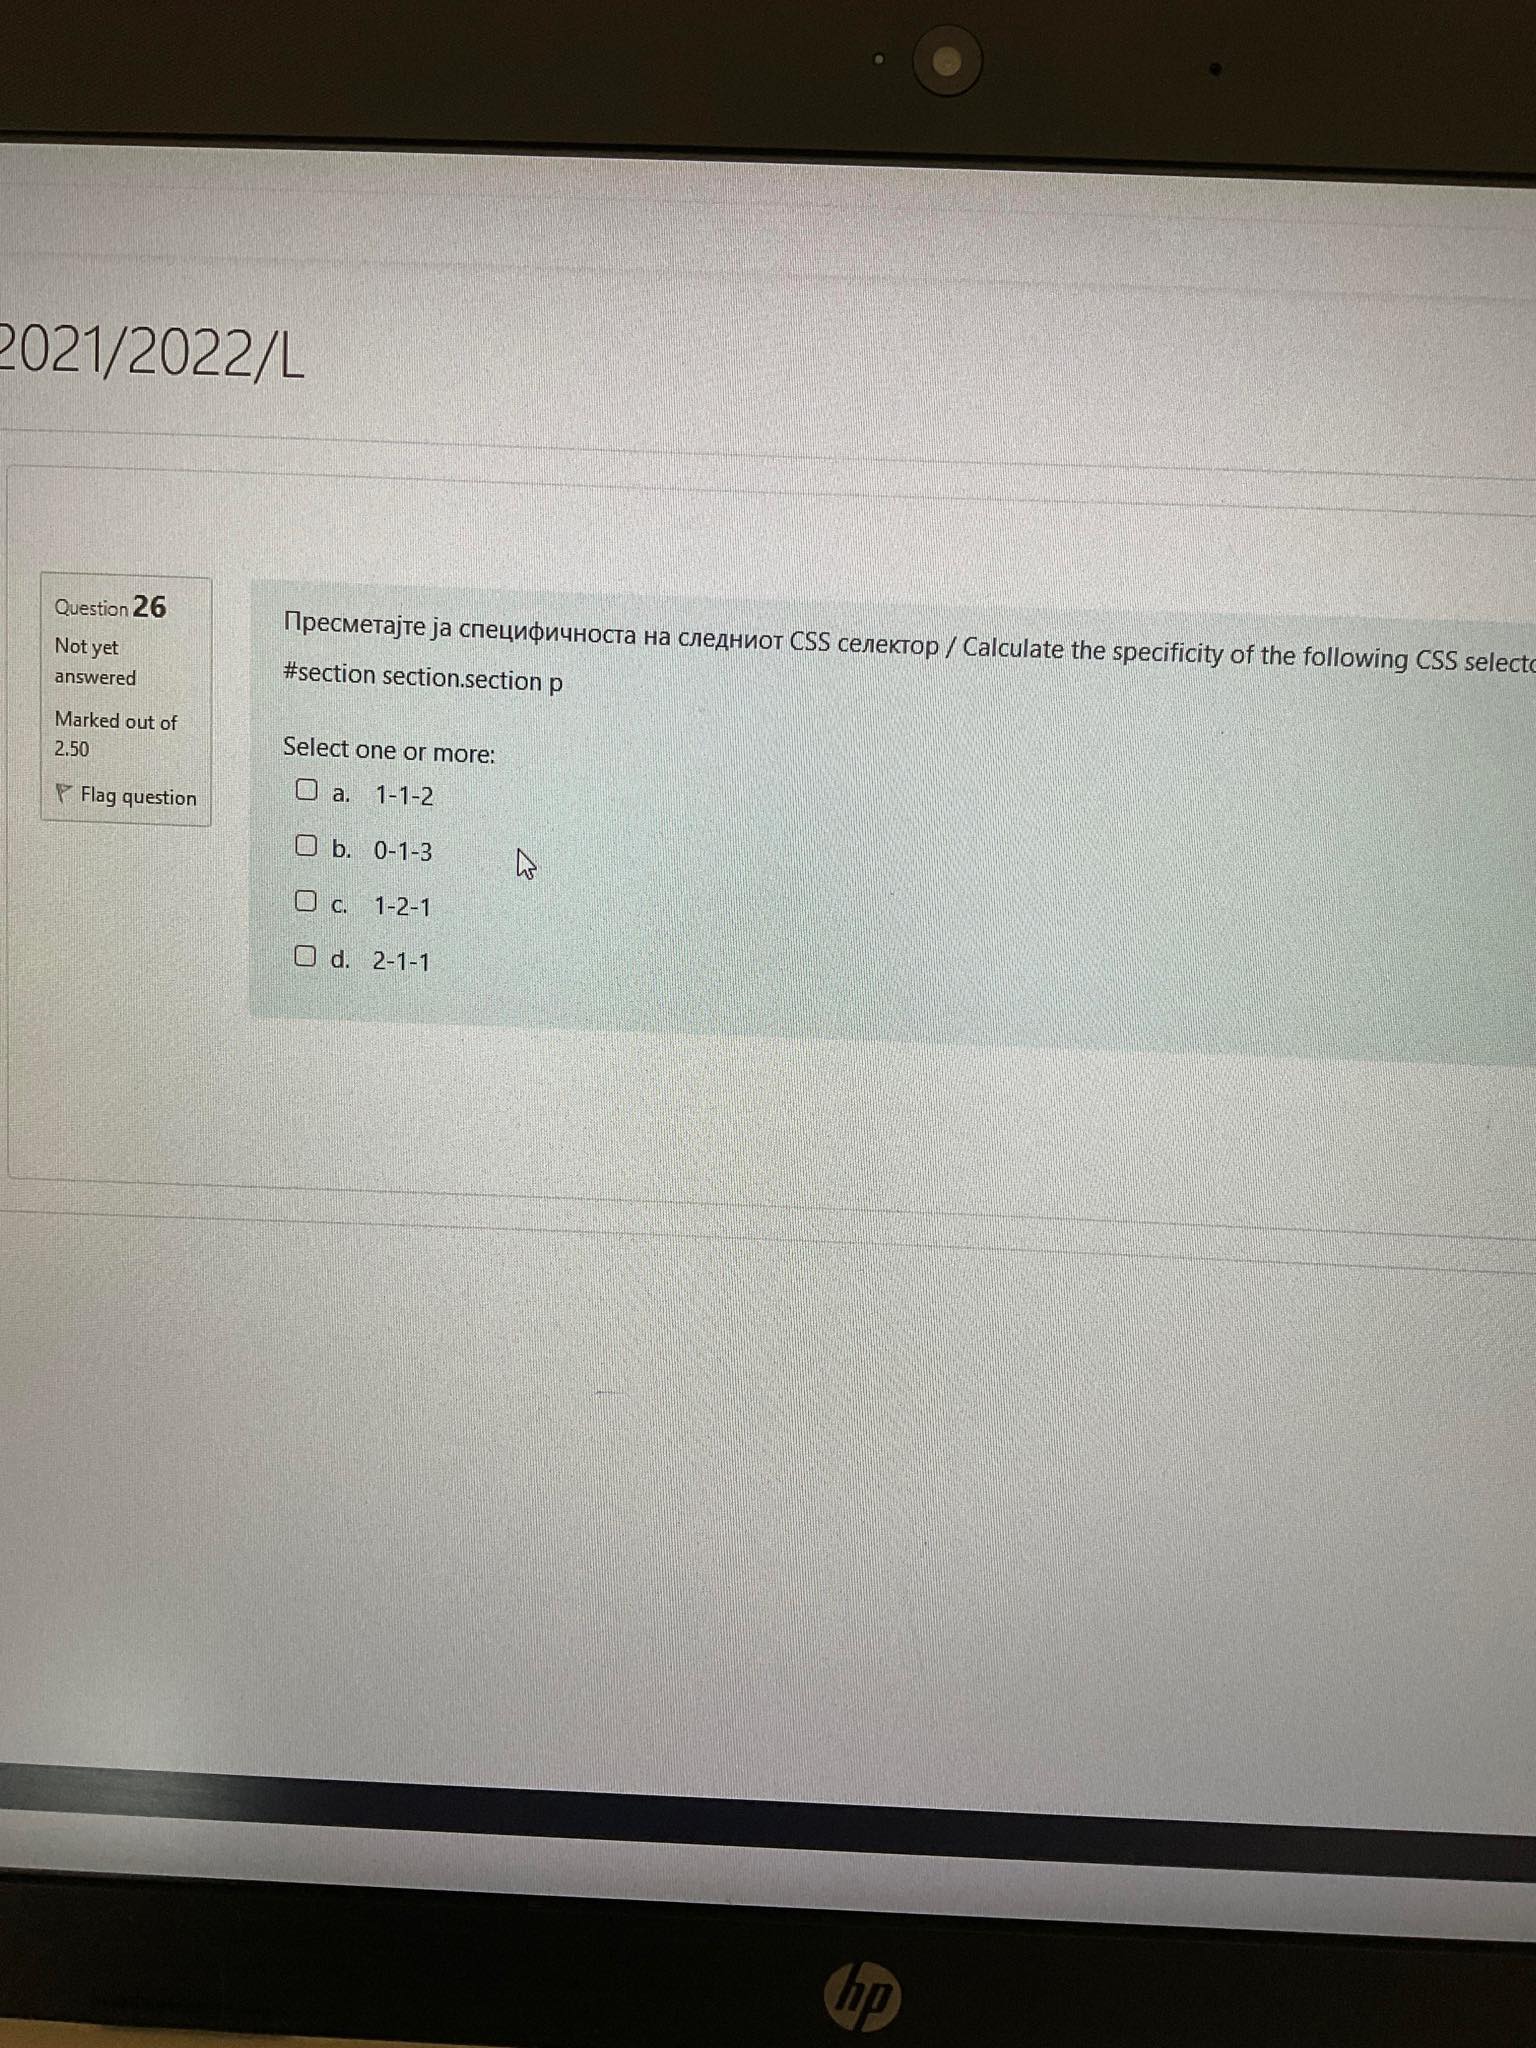 2021/2022/L
Question 26
Not yet
answered
Marked out of
2.50
Flag question
Пресметајте ја специфичноста на следниот CSS селектор / Calculate the specificity of the following CSS selecto
#section section.section p
Select one or more:
a. 1-1-2
b. 0-1-3
c. 1-2-1
d. 2-1-1
hp